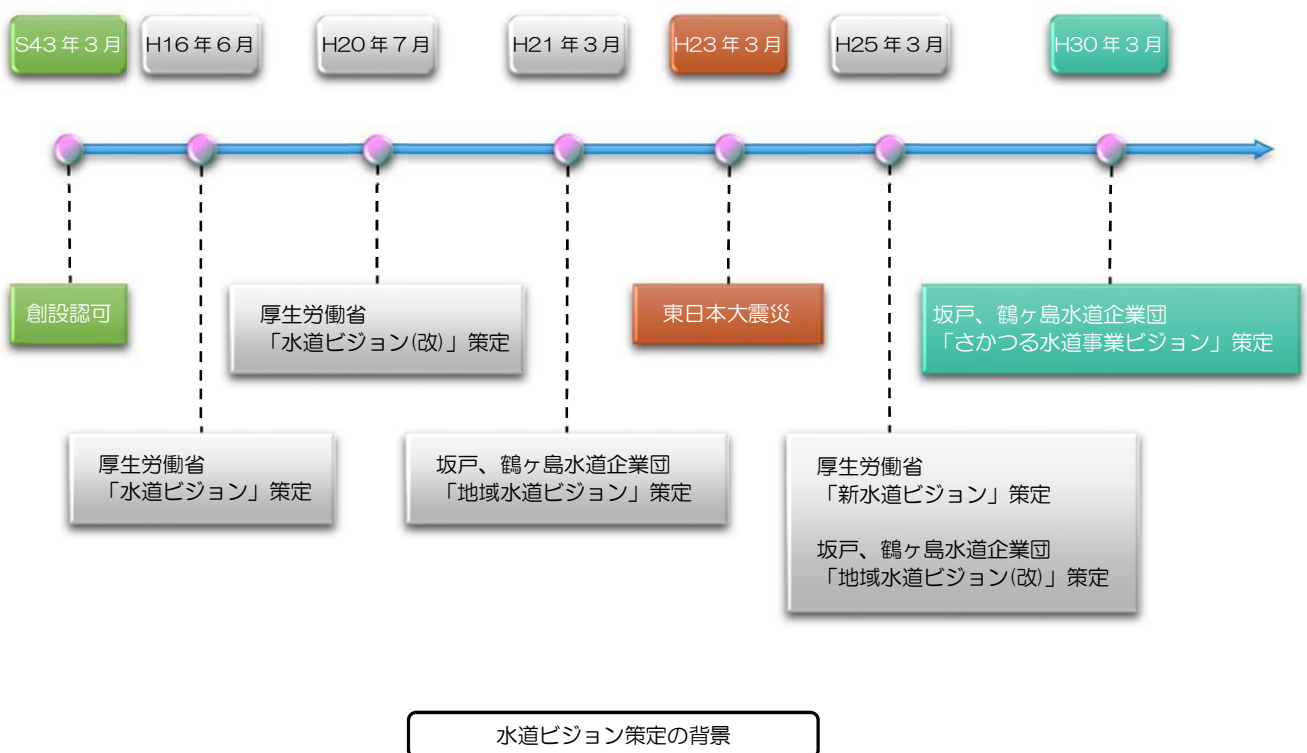 S43年3月
H16年6月
H20年7月
H21年3月
H23年3月
H25年3月
H30年3月
創設認可
厚生労働省
「水道ビジョン(改)」策定
東日本大震災
坂戸、鶴ヶ島水道企業団
「さかつる水道事業ビジョン」策定
厚生労働省
「水道ビジョン」策定
坂戸、鶴ヶ島水道企業団
「地域水道ビジョン」策定
厚生労働省
「新水道ビジョン」策定
坂戸、鶴ヶ島水道企業団
「地域水道ビジョン(改)」策定
水道ビジョン策定の背景